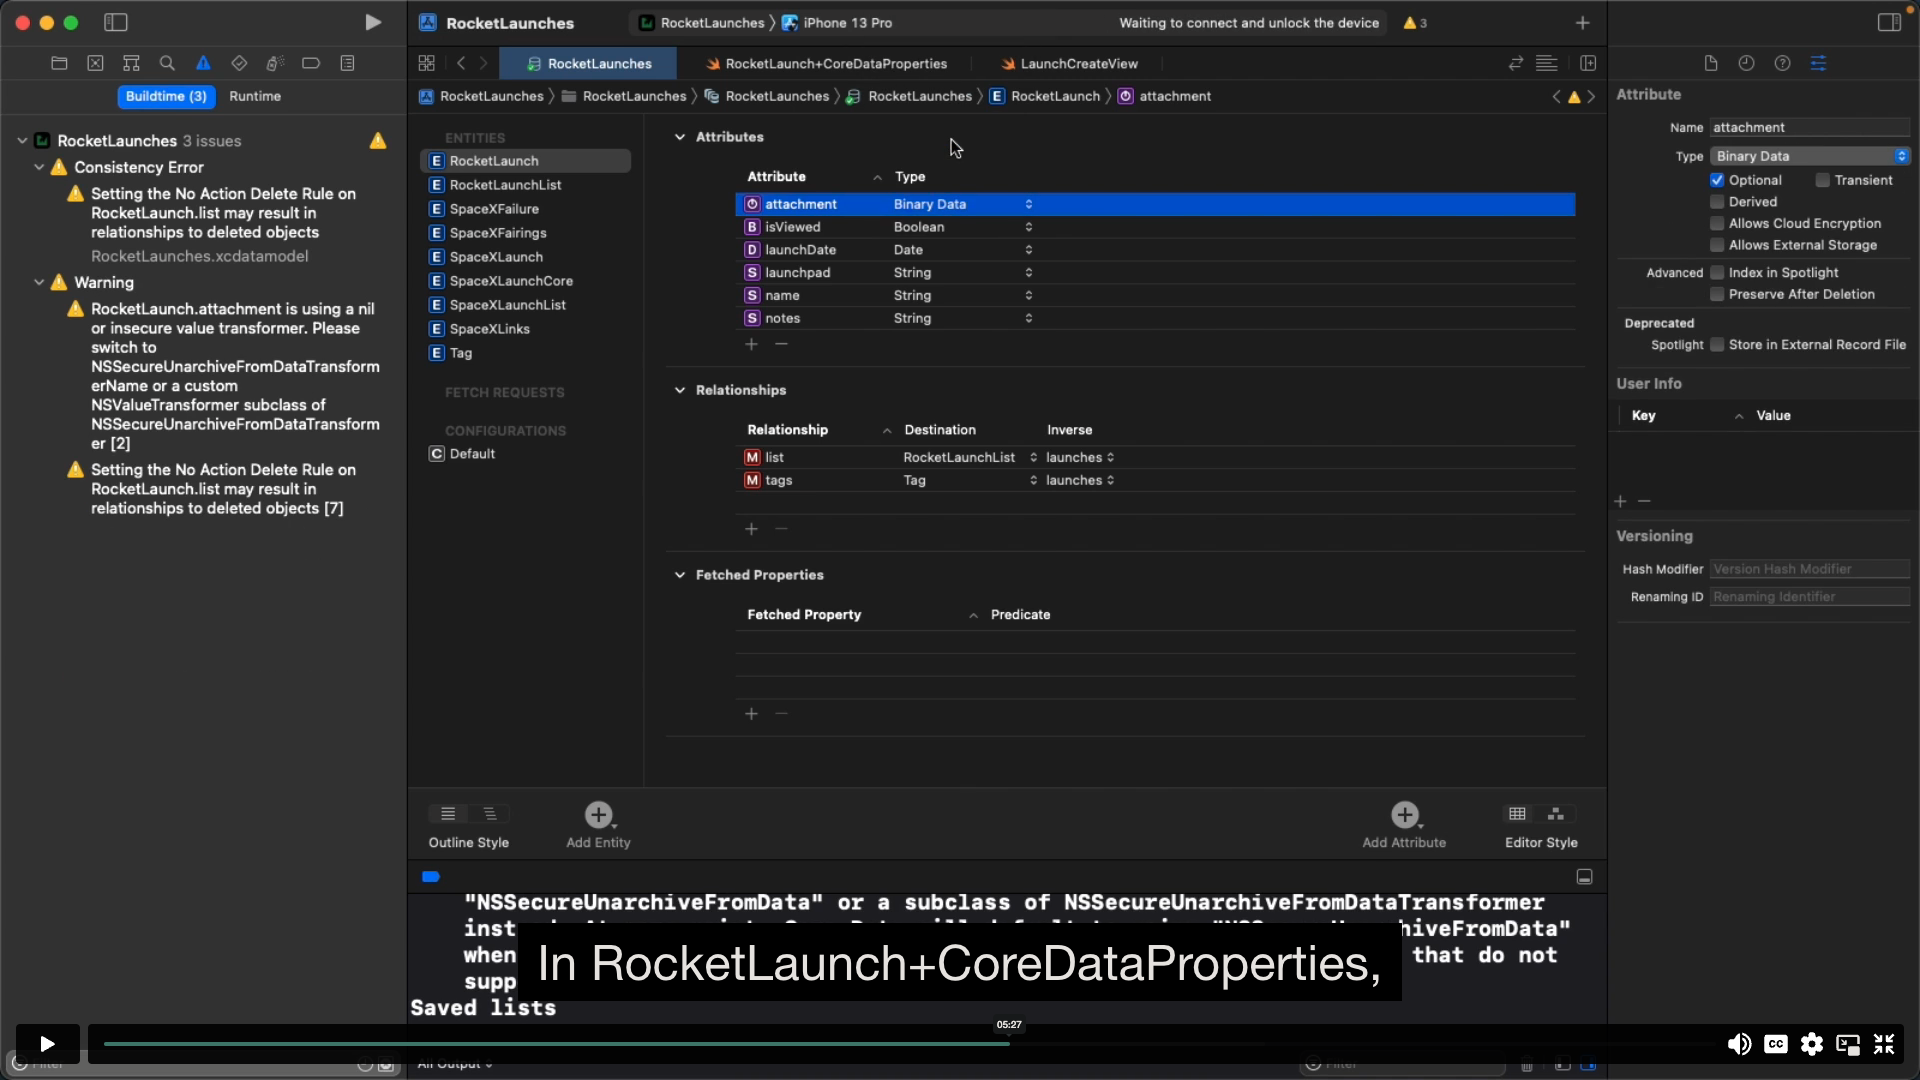 RocketLaunches
RocketLaunches
iPhone 13 Pro
Waiting to connect and unlock the device
3
RocketLaunches
RocketLaunch+CoreDataProperties
LaunchCreateView
Buildtime (3)
Runtime
RocketLaunches
RocketLaunches
RocketLaunches
RocketLaunches
RocketLaunch
attachment
RocketLaunches 3 issues
Consistency Error
Setting the No Action Delete Rule on
RocketLaunch.list may result in
relationships to deleted objects
RocketLaunches.xcdatamodel
Warning
RocketLaunch.attachment is using a nil
or insecure value transformer. Please
switch to
NSSecureUnarchiveFromDataTransform
erName or a custom
NSValueTransformer subclass of
NSSecureUnarchiveFromDataTransform
er [2]
Setting the No Action Delete Rule on
RocketLaunch.list may result in
relationships to deleted objects [7]
ENTITIES
E RocketLaunch
E RocketLaunchList
E SpaceXFailure
E SpaceXFairings
E SpaceXLaunch
E SpaceXLaunchCore
E SpaceXLaunchList
E SpaceXLinks
E Tag
FETCH REQUESTS
CONFIGURATIONS
C Default
Attributes
Attribute Type
attachment Binary Data
B isViewed Boolean
D launchDate Date
S launchpad String
S name String
S notes String
Relationships
Relationship Destination Inverse
M list RocketLaunchList launches
M tags Tag launches
Fetched Properties
Fetched Property Predicate
Outline Style
Add Entity
Add Attribute
Editor Style
"NSSecureUnarchiveFromData" or a subclass of NSSecureUnarchiveFromDataTransformer
when that do not
Saved lists
In RocketLaunch+CoreDataProperties,
05:27
Filter
All Output
Filter
CC
Attribute
Name attachment
Type Binary Data
Optional Transient
Derived
Allows Cloud Encryption
Allows External Storage
Advanced Index in Spotlight
Preserve After Deletion
Deprecated
Spotlight Store in External Record File
User Info
Key Value
Versioning
Hash Modifier Version Hash Modifier
Renaming ID Renaming Identifier